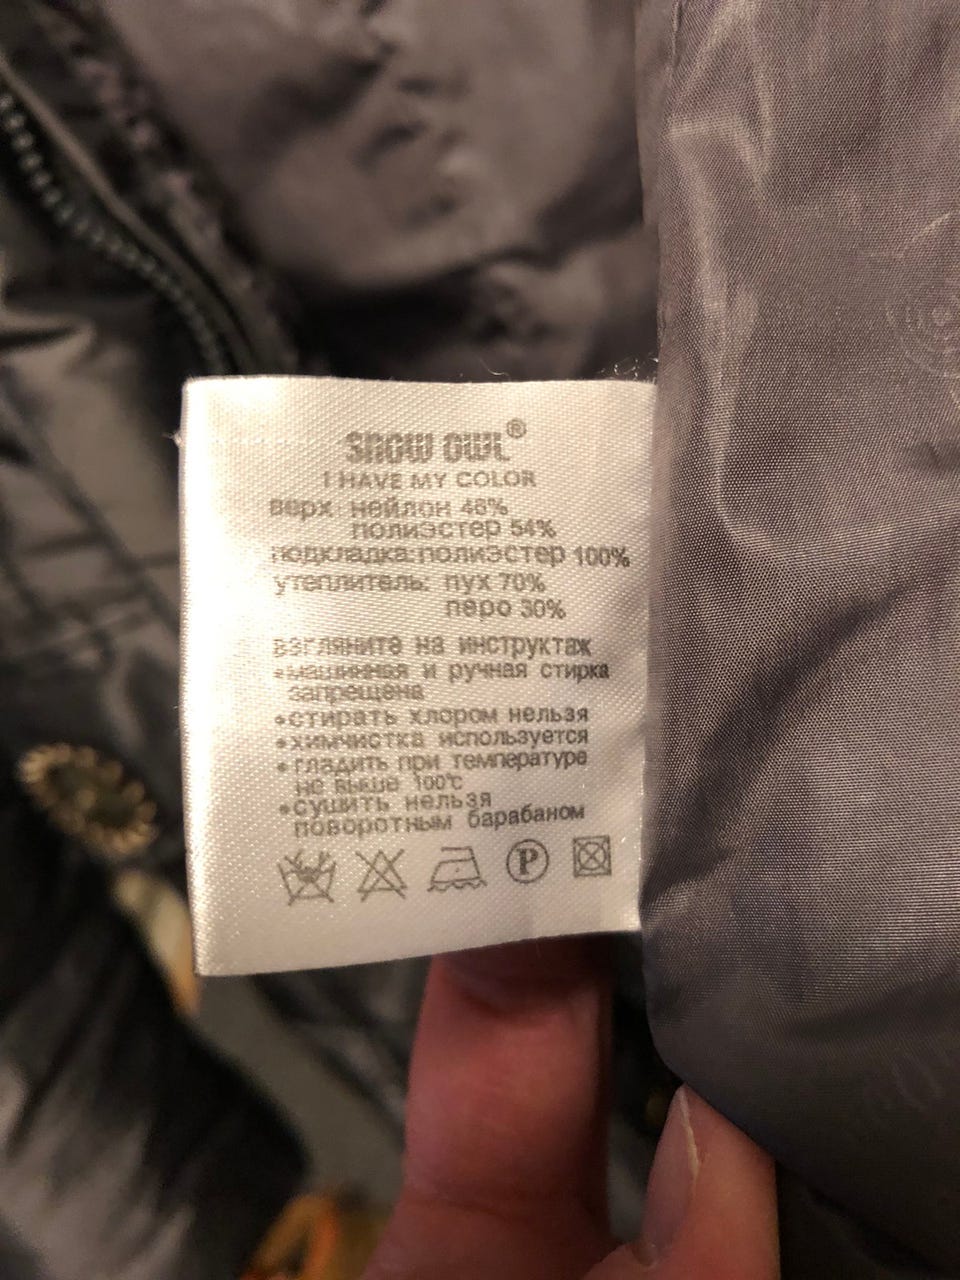 SNOW OWL®
I HAVE MY COLOR
верх: нейлон 46%
полиэстер 54%
подкладка:полиэстер 100%
утеплитель: пух 70%
перо 30%
взгляните на инструктаж
•машинная и ручная стирка
запрещена
•стирать хлором нельзя
•химчистка используется
•гладить при температуре
не выше 100℃
•сушить нельзя
поворотным барабаном
P